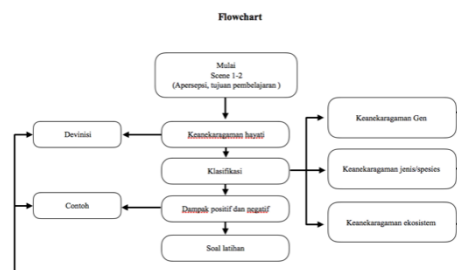 Flowchart
Mulai
Scene 1-2
(Apersepsi, tujuan pembelajaran )
Keanekaragaman Gen
Devinisi
Keanekaragaman hayati
Klasifikasi
Keanekaragaman jenis/spesies
Contoh
Dampak positif dan negatif
Keanekaragaman ekosistem
Soal latihan